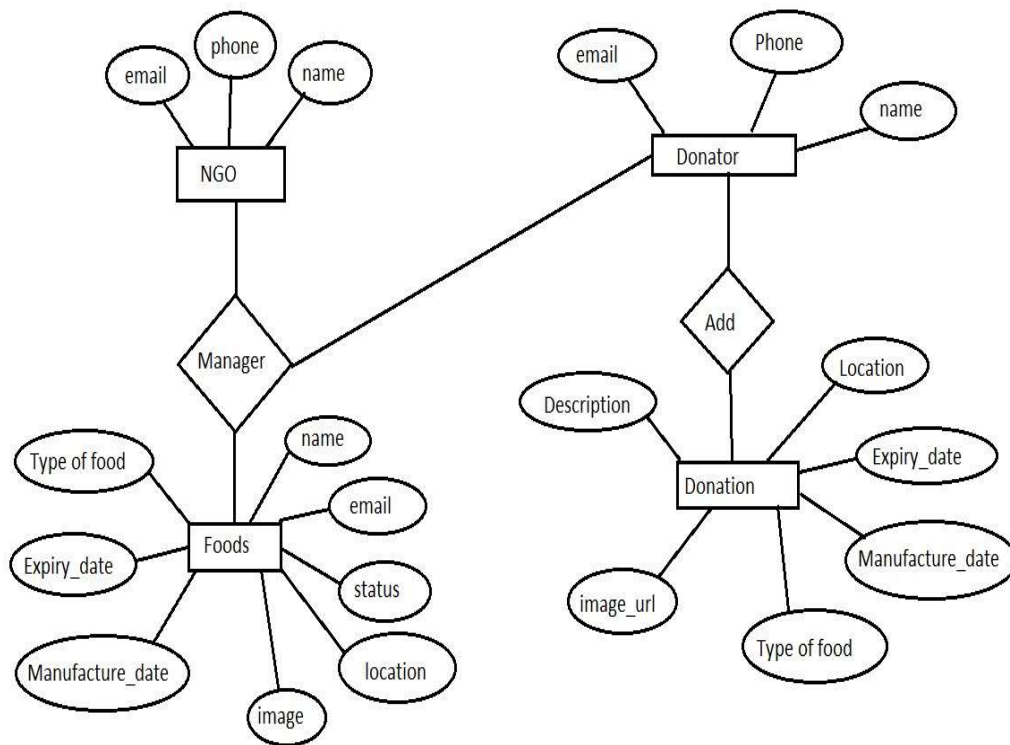 email
phone
name
NGO
email
Phone
name
Donator
Manager
Add
Type of food
name
email
Expiry_date
Foods
status
Manufacture_date
location
image
Description
Location
Expiry_date
Donation
Manufacture_date
image_url
Type of food